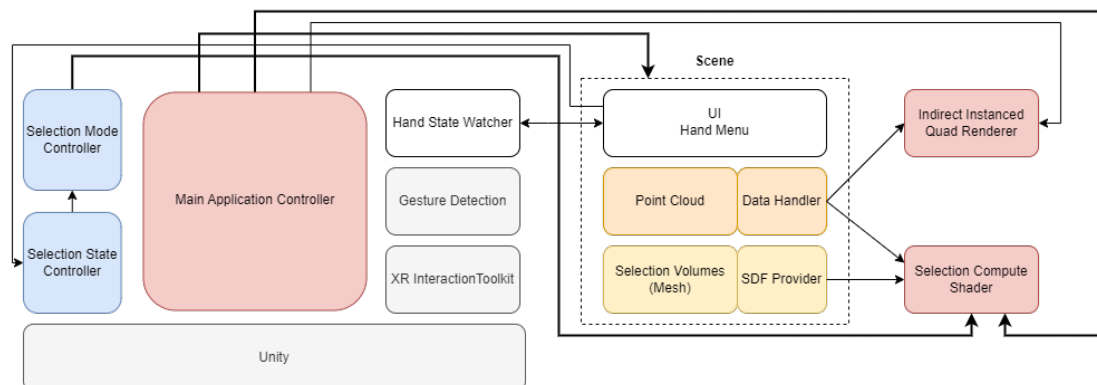 Scene
Selection Mode
Controller
Main Application Controller
Hand State Watcher
UI
Hand Menu
Indirect Instanced
Quad Renderer
Gesture Detection
Point Cloud
Data Handler
Selection State
Controller
XR InteractionToolkit
Selection Volumes
(Mesh)
SDF Provider
Selection Compute
Shader
Unity